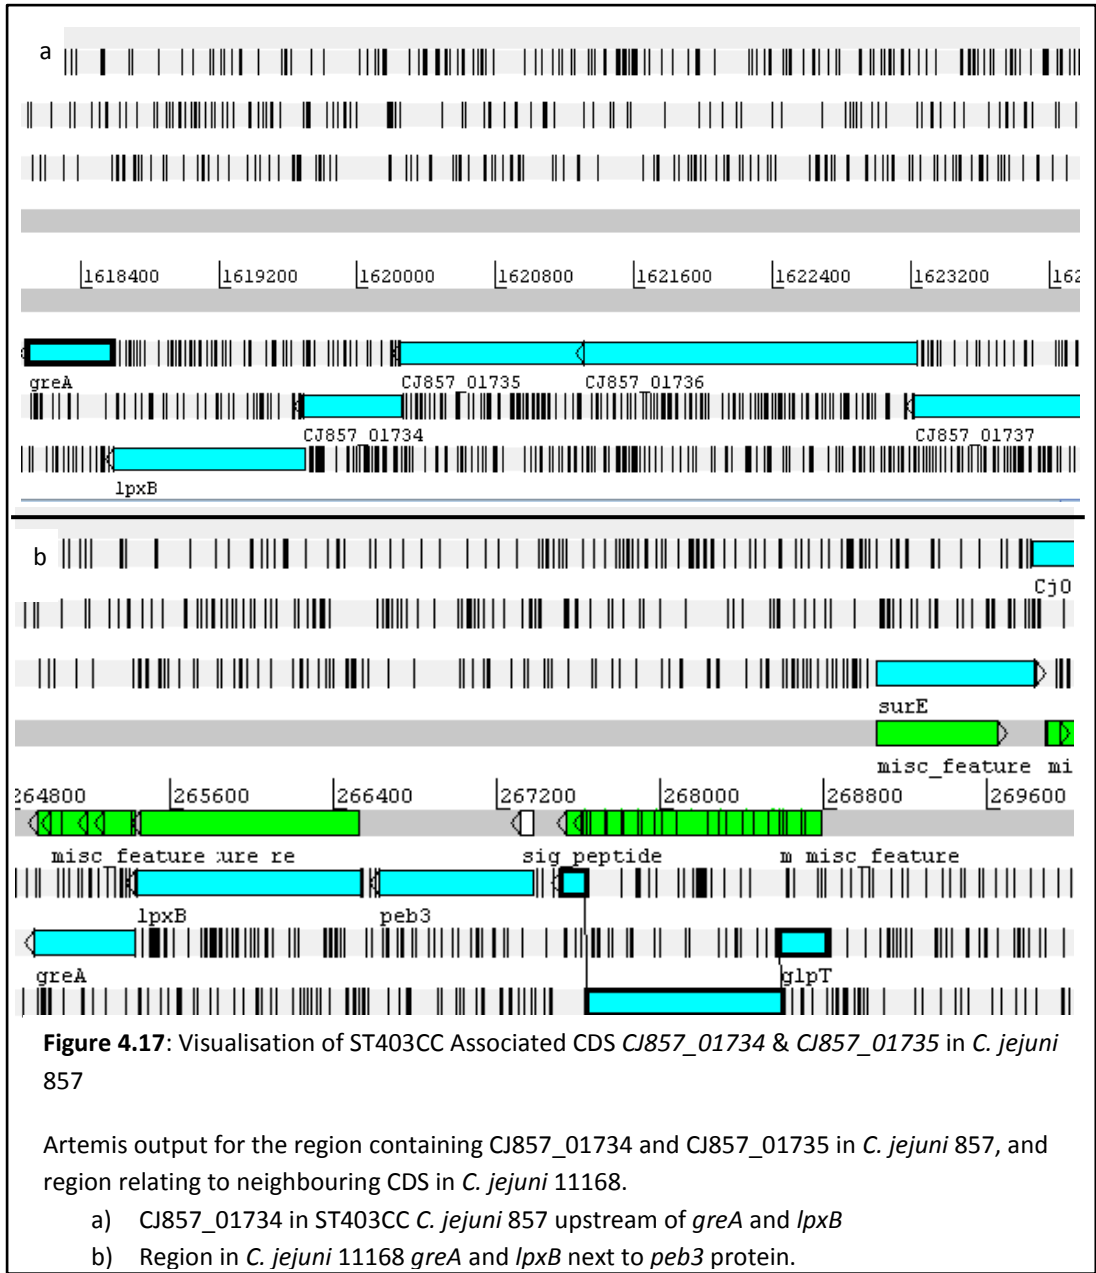 a
1618400 1619200 1620000 1620800 1621600 1622400 1623200 162
greA CJ857_01735 CJ857_01736
CJ857_01734 CJ857_01737
lpxB
b
Cj0
surE
misc_feature mi
264800 265600 266400 267200 268000 268800 269600
misc_feature :ure re sig_peptide m misc_feature
lpxB peb3
greA glpT
Figure 4.17: Visualisation of ST403CC Associated CDS CJ857_01734 & CJ857_01735 in C. jejuni
857
Artemis output for the region containing CJ857_01734 and CJ857_01735 in C. jejuni 857, and
region relating to neighbouring CDS in C. jejuni 11168.
a) CJ857_01734 in ST403CC C. jejuni 857 upstream of greA and lpxB
b) Region in C. jejuni 11168 greA and lpxB next to peb3 protein.